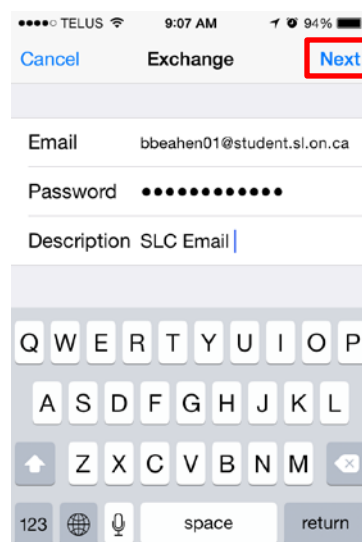 TELUS 9:07 AM 94%
Cancel Exchange Next
Email bbeahen01@student.sl.on.ca
Password ••••••••••••
Description SLC Email
Q W E R T Y U I O P
A S D F G H J K L
Z X C V B N M
123 space return